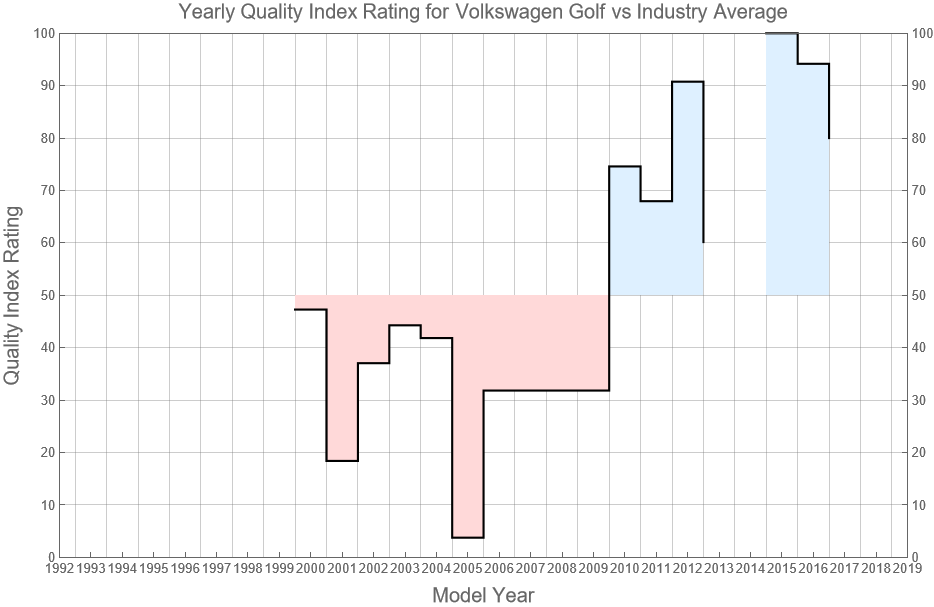 Yearly Quality Index Rating for Volkswagen Golf vs Industry Average
100 100
90 90
80 80
70 70
60 60
50 50
40 40
30 30
20 20
10 10
0 0
Quality Index Rating
1992 1993 1994 1995 1996 1997 1998 1999 2000 2001 2002 2003 2004 2005 2006 2007 2008 2009 2010 2011 2012 2013 2014 2015 2016 2017 2018 2019
Model Year